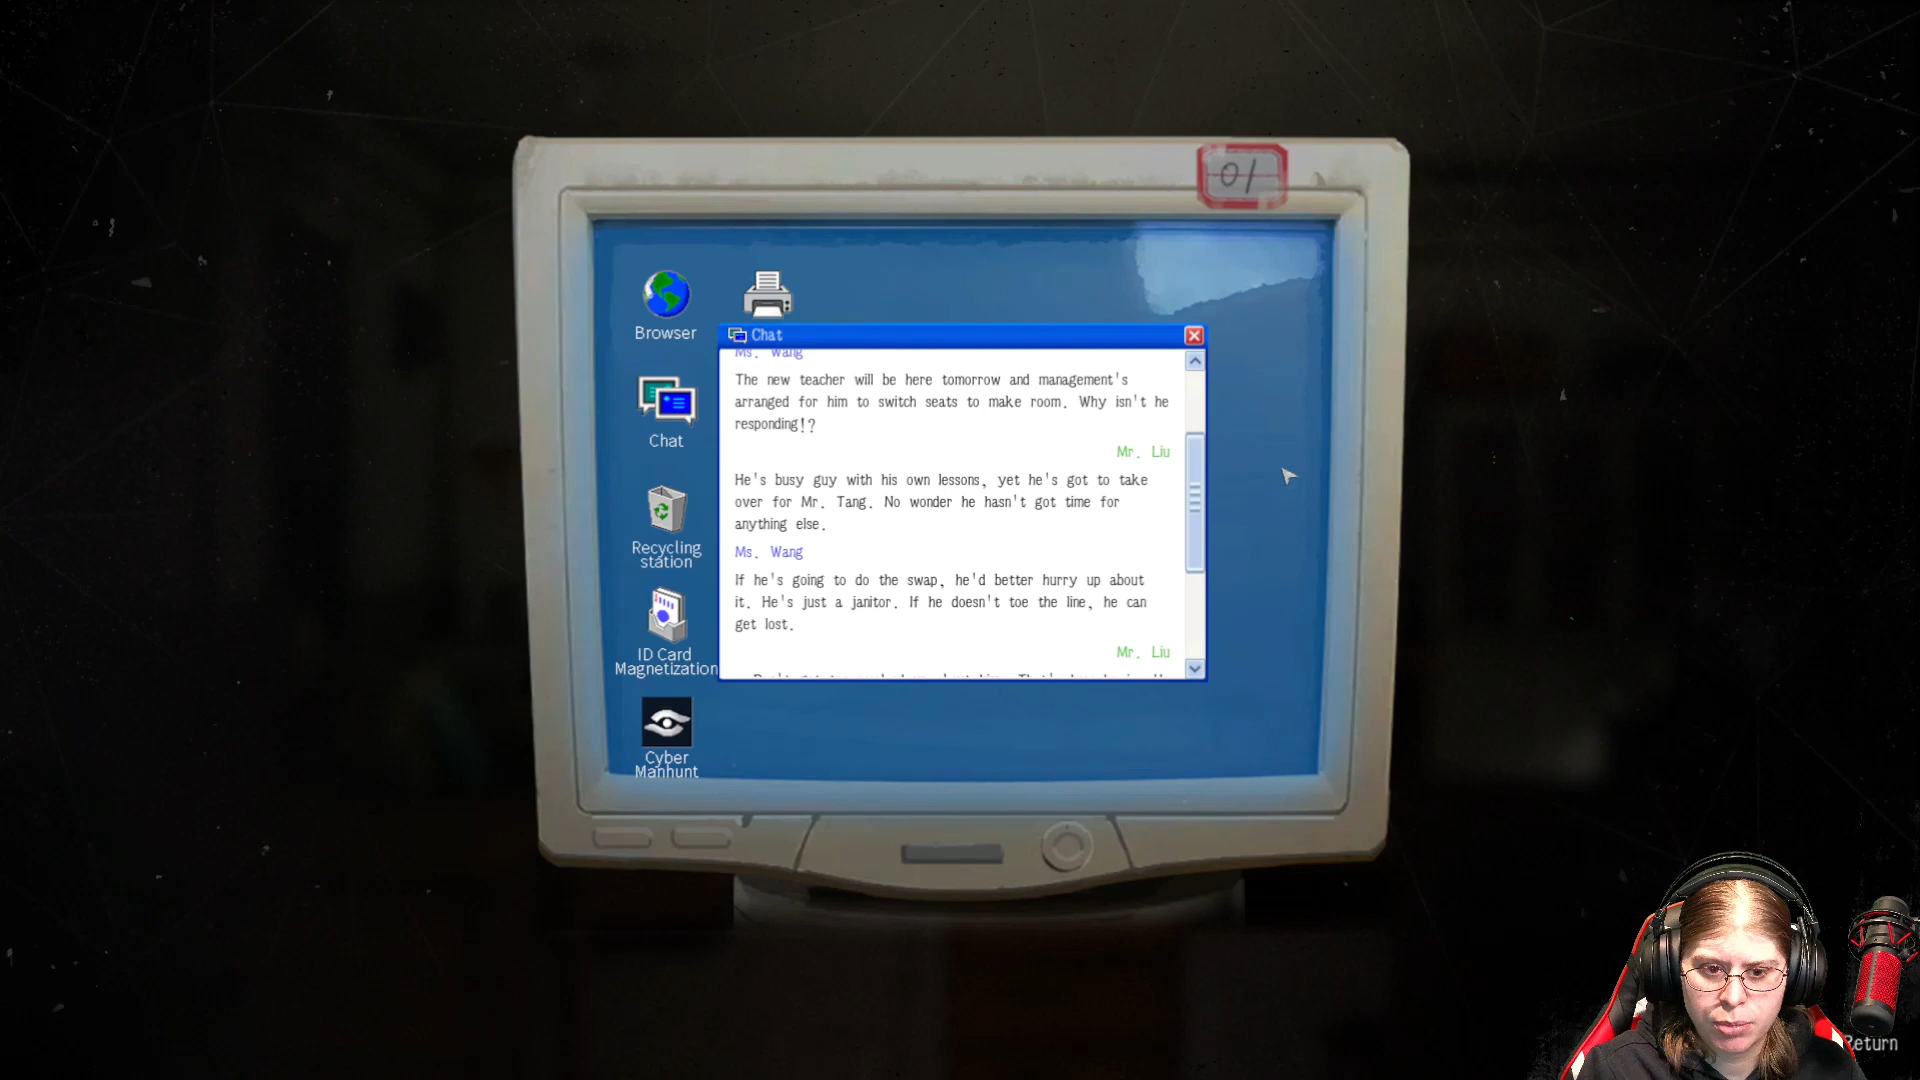 01
Browser
Chat
Recycling
station
ID Card
Magnetization
Cyber
Manhunt
Chat
Ms. Wang
The new teacher will be here tomorrow and management's
arranged for him to switch seats to make room. Why isn't he
responding!?
Mr. Liu
He's busy guy with his own lessons, yet he's got to take
over for Mr. Tang. No wonder he hasn't got time for
anything else.
Ms. Wang
If he's going to do the swap, he'd better hurry up about
it. He's just a janitor. If he doesn't toe the line, he can
get lost.
Mr. Liu
Return